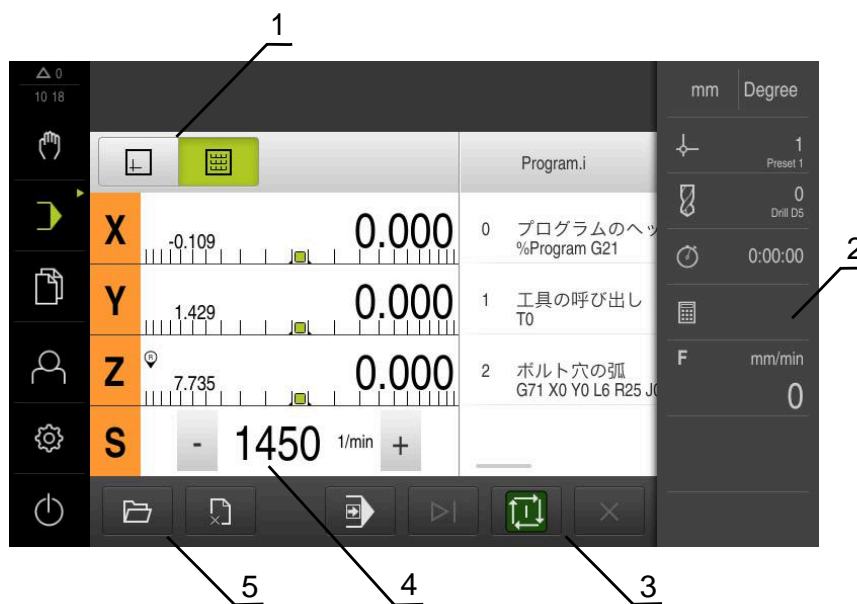 1
0
10 18
mm Degree
1
Preset 1
Program.i
0
Drill D5
X -0.109 0.000
0 プログラムのヘッ
%Program G21
0:00:00
2
Y 1.429 0.000
1 工具の呼び出し
T0
Z R 7.735 0.000
2 ボルト穴の弧
G71 X0 Y0 L6 R25 J0
F mm/min
0
S - 1450 1/min +
I
5 4 3